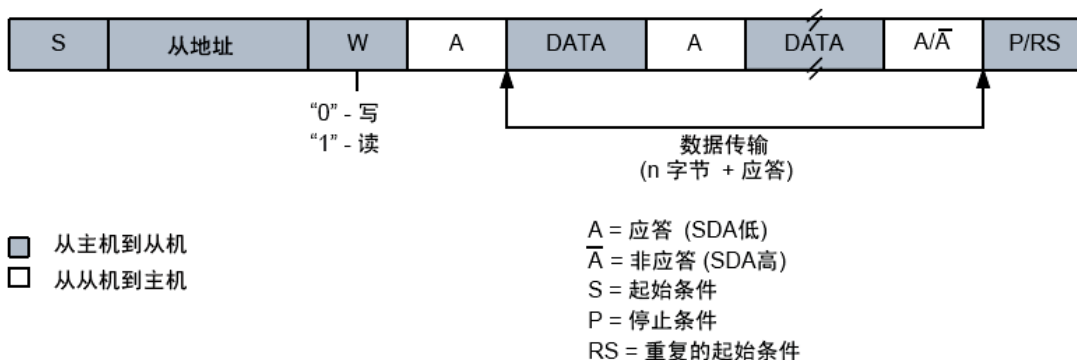 S 从地址 W A DATA A DATA A/A̅ P/RS
“0” - 写
“1” - 读
数据传输
(n 字节 + 应答)
从主机到从机
从从机到主机
A = 应答 (SDA低)
A̅ = 非应答 (SDA高)
S = 起始条件
P = 停止条件
RS = 重复的起始条件